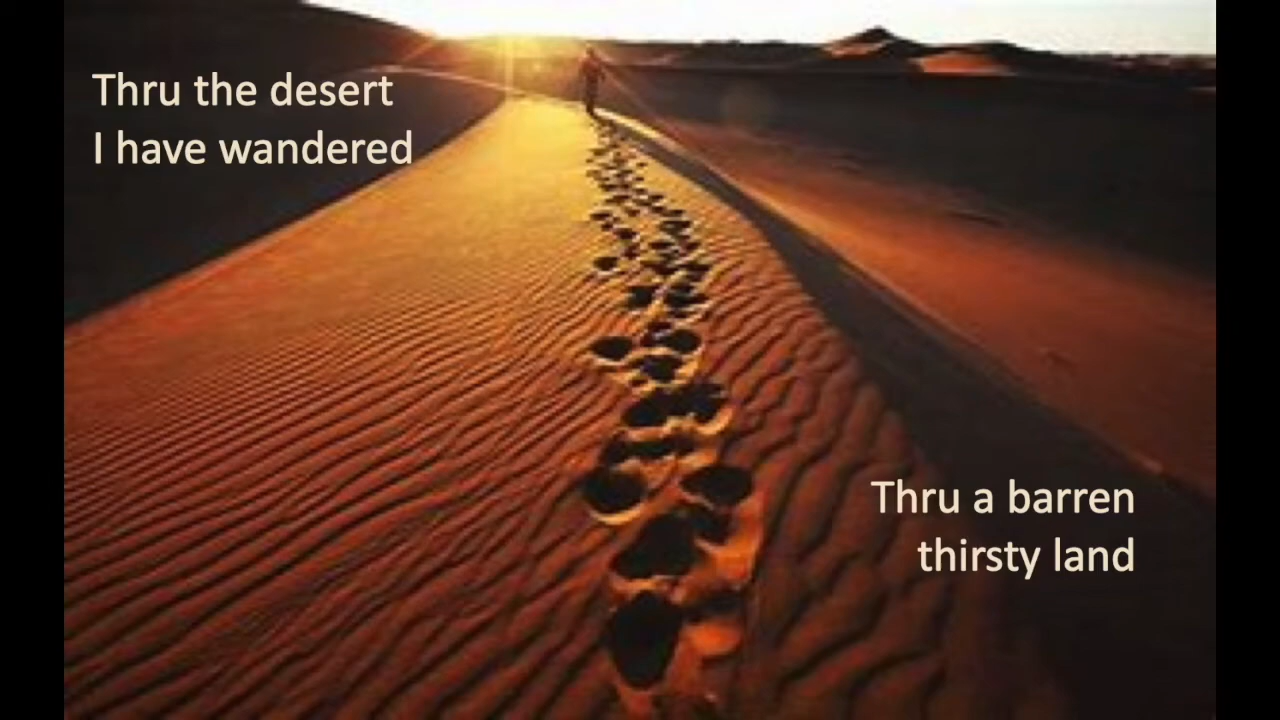 Thru the desert
I have wandered
Thru a barren
thirsty land